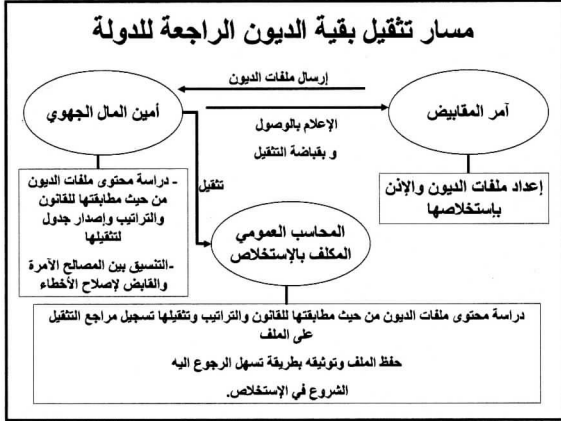 مسار تثقيل بقية الديون الراجعة للدولة
إرسال ملفات الديون
آمر المقابيض
أمين المال الجهوي
الإعلام بالوصول
و بقباضة التثقيل
إعداد ملفات الديون والإذن
بإستخلاصها
تثقيل
- دراسة محتوى ملفات الديون
من حيث مطابقتها للقانون
والتراتيب وإصدار جدول
لتثقيلها
-التنسيق بين المصالح الآمرة
والقابض لإصلاح الأخطاء
المحاسب العمومي
المكلف بالإستخلاص
دراسة محتوى ملفات الديون من حيث مطابقتها للقانون والتراتيب وتثقيلها تسجيل مراجع التثقيل
على الملف
حفظ الملف وتوثيقه بطريقة تسهل الرجوع اليه
الشروع في الإستخلاص.